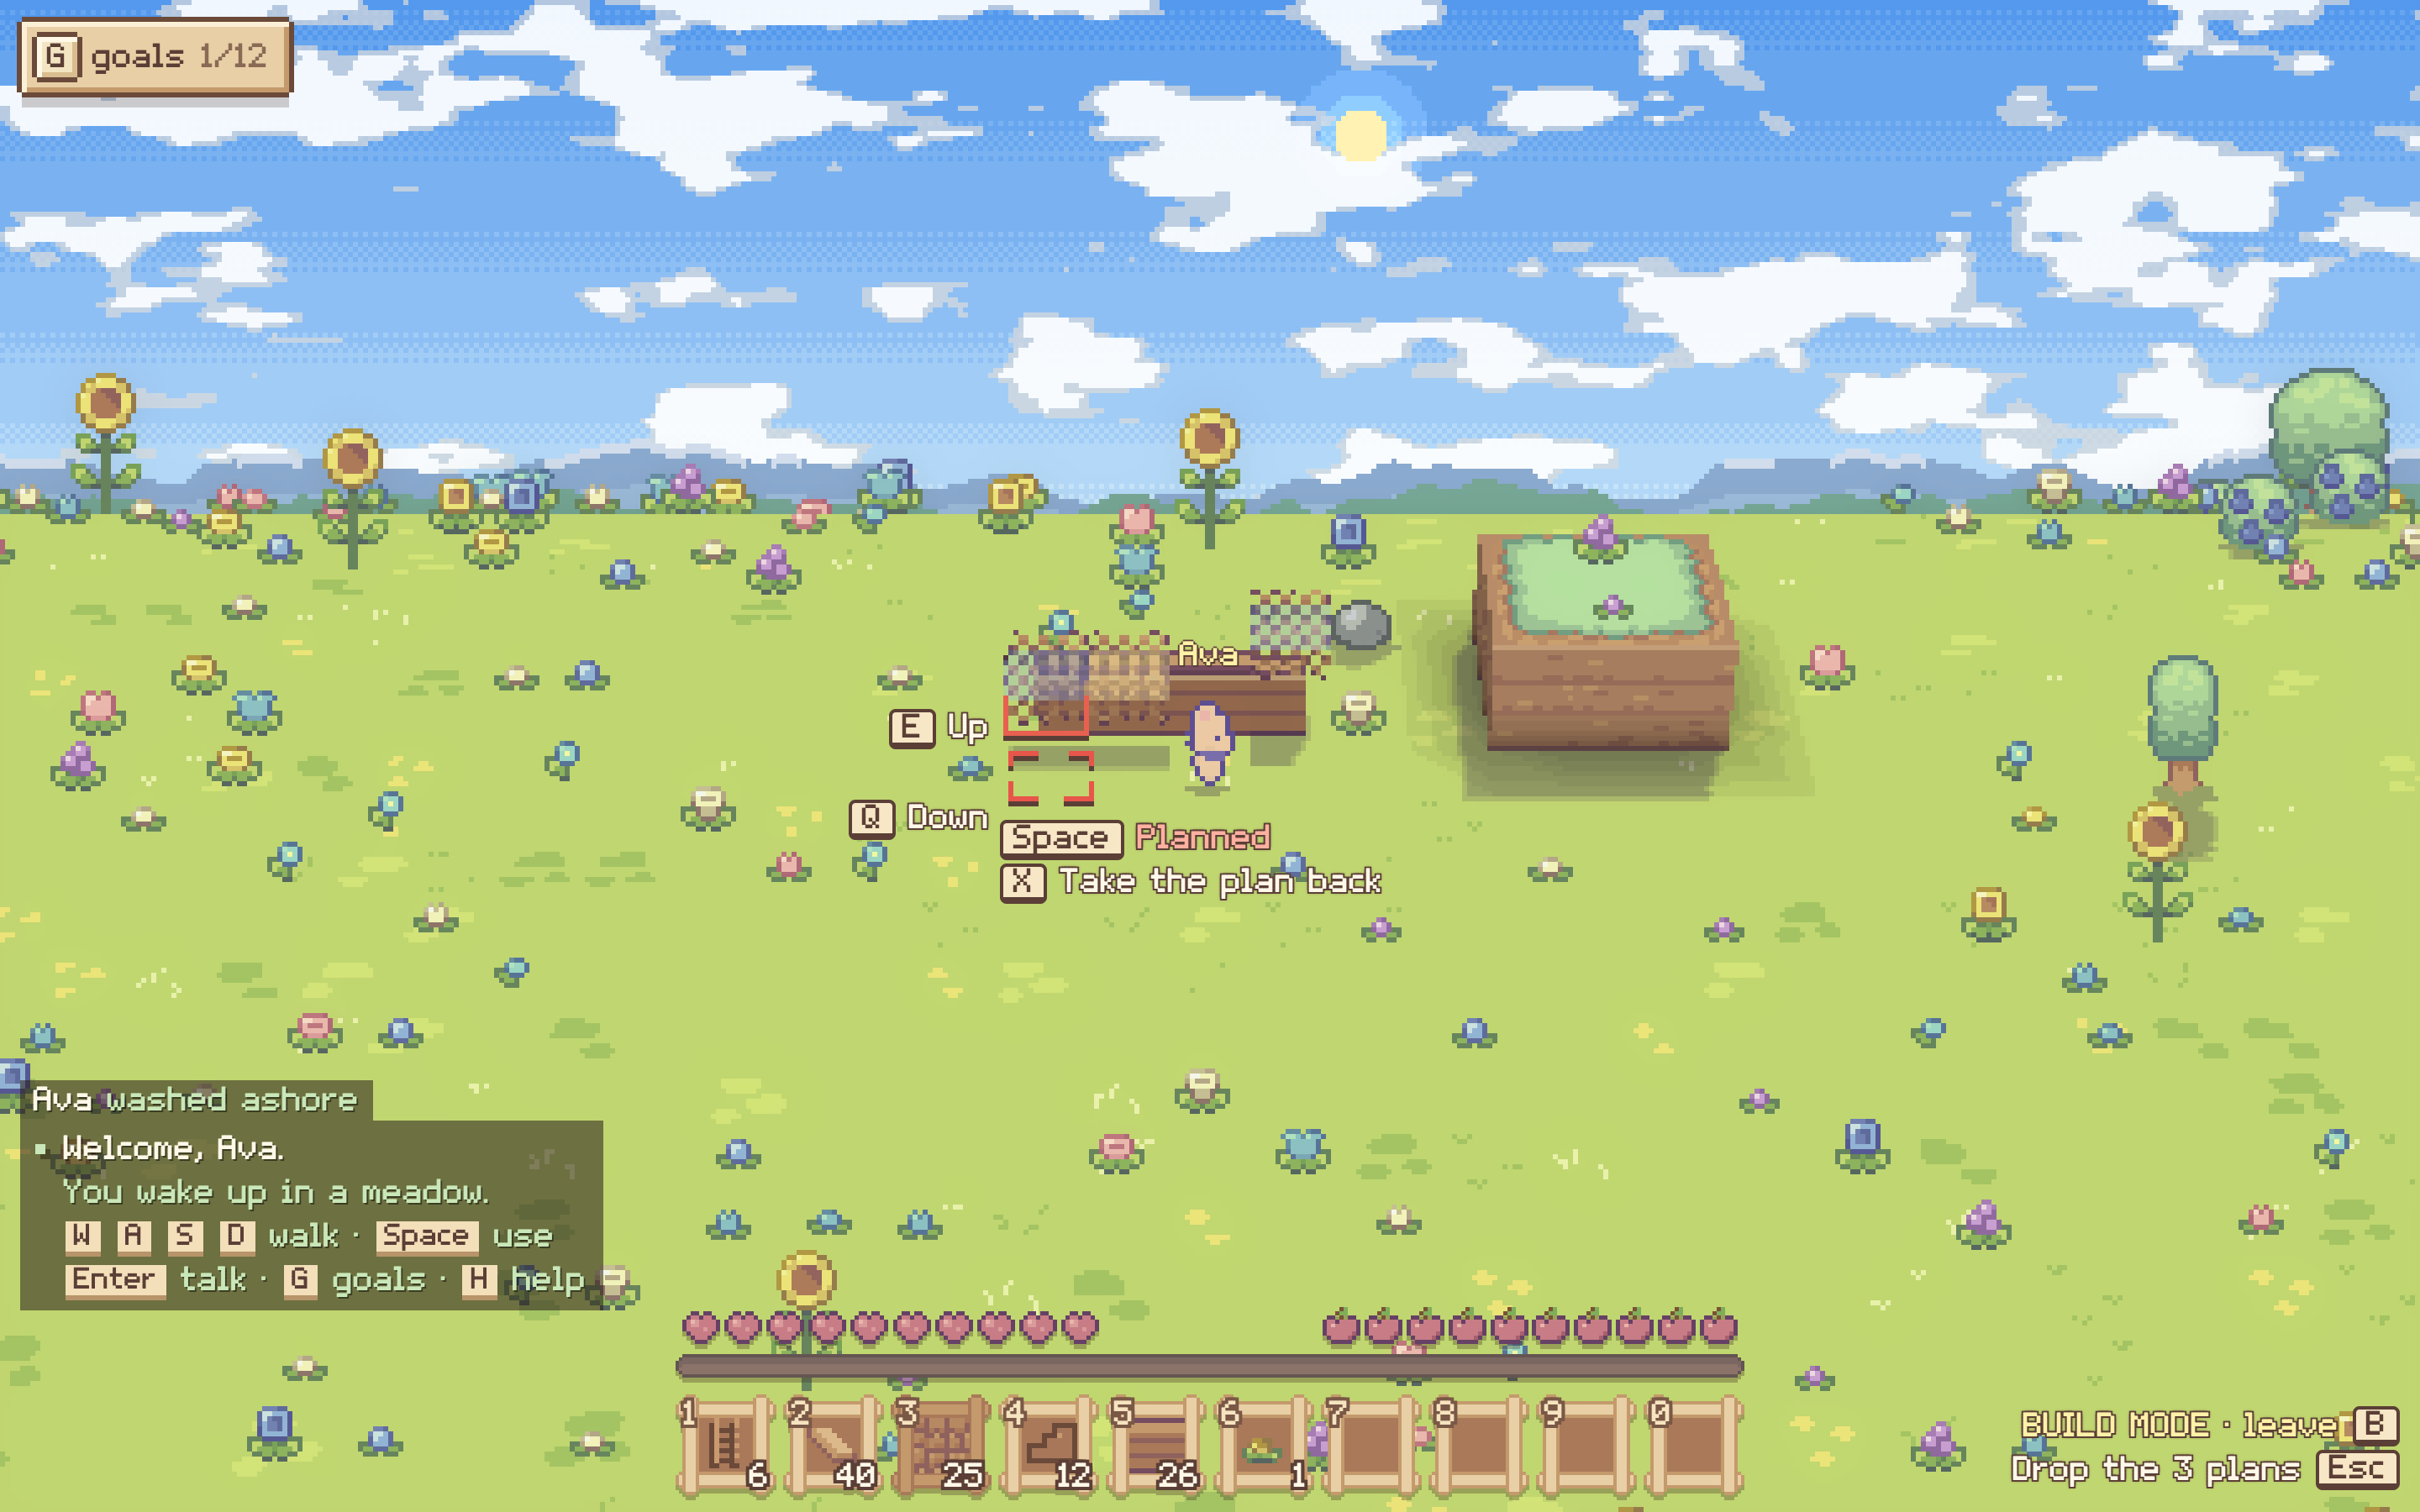 G goals 1/12
Ava
E Up
Q Down
Space Planned
X Take the plan back
Ava washed ashore
Welcome, Ava.
You wake up in a meadow.
W A S D walk · Space use
Enter talk · G goals · H help
1 2 3 4 5 6 7 8 9 0
6 40 25 12 26 1
BUILD MODE · leave B
Drop the 3 plans Esc